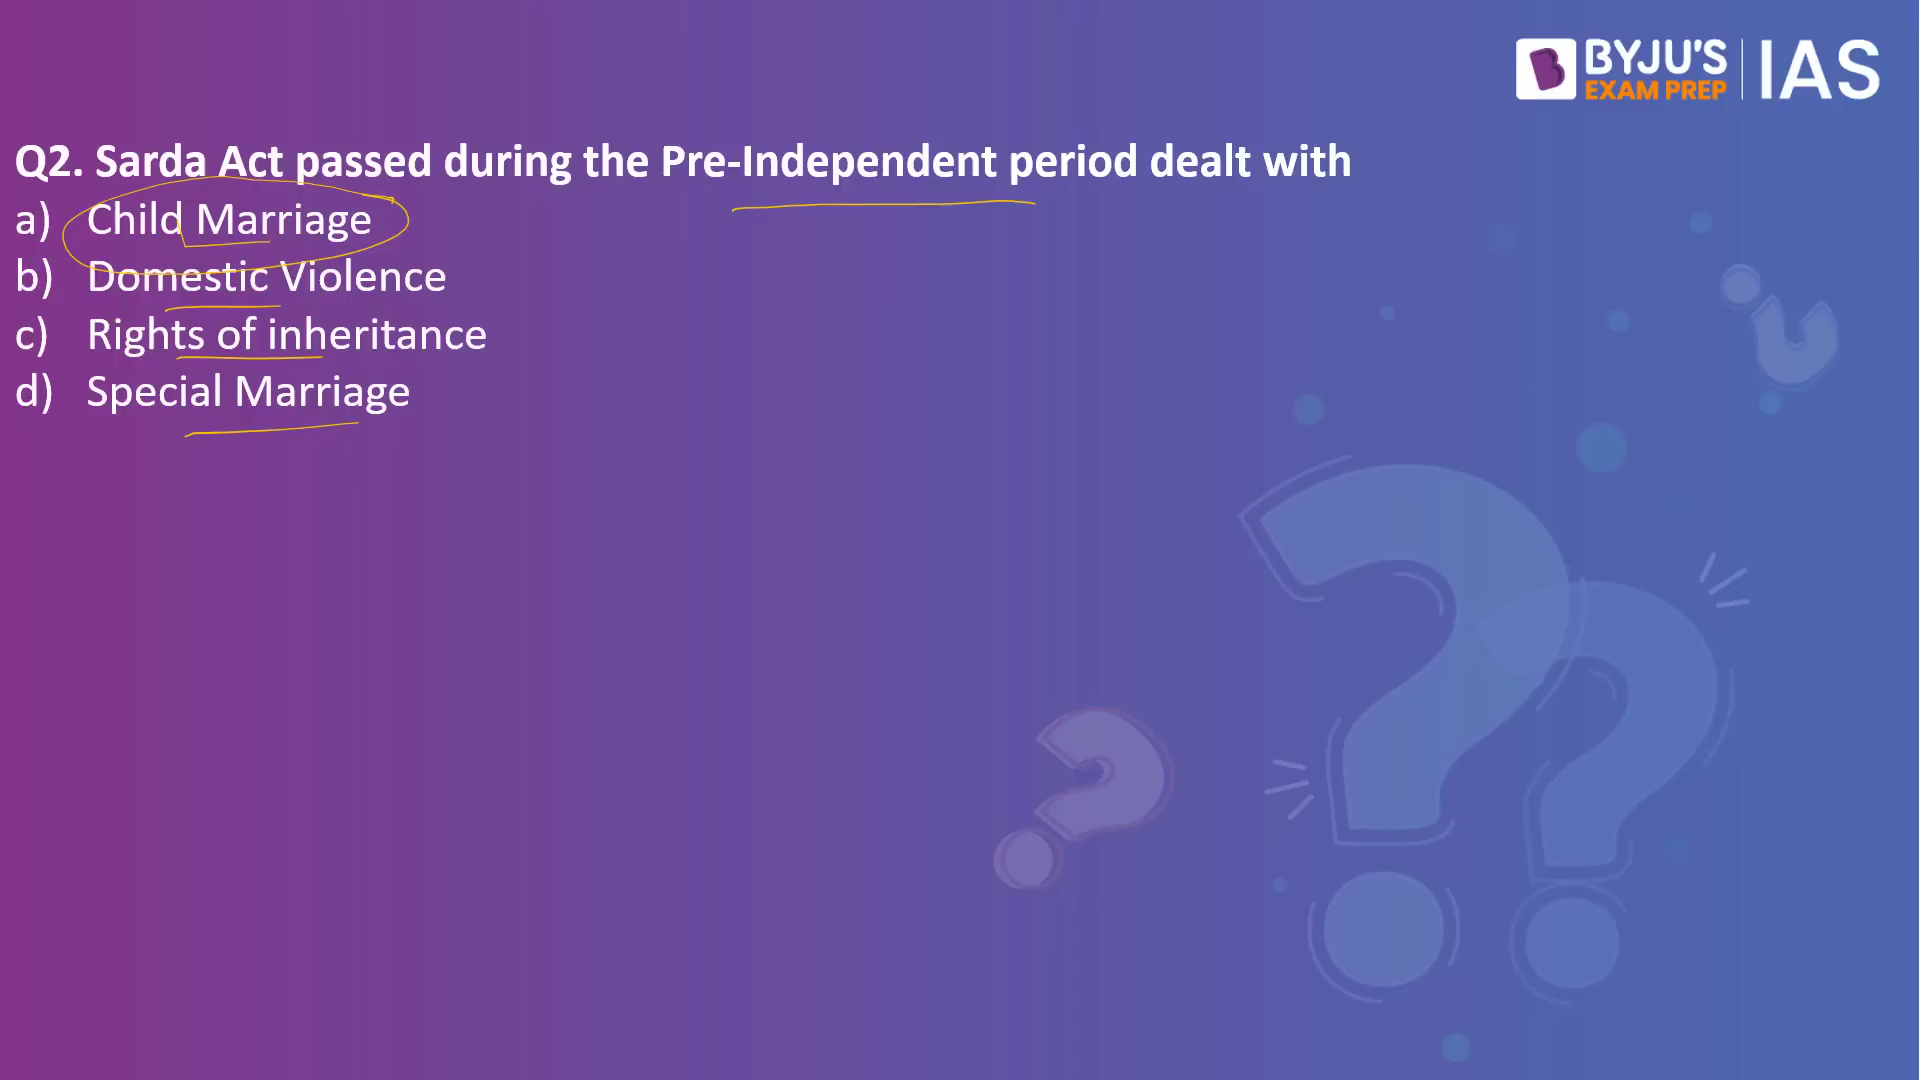 BYJU'S
EXAM PREP
IAS
Q2. Sarda Act passed during the Pre-Independent period dealt with
a) Child Marriage
b) Domestic Violence
c) Rights of inheritance
d) Special Marriage